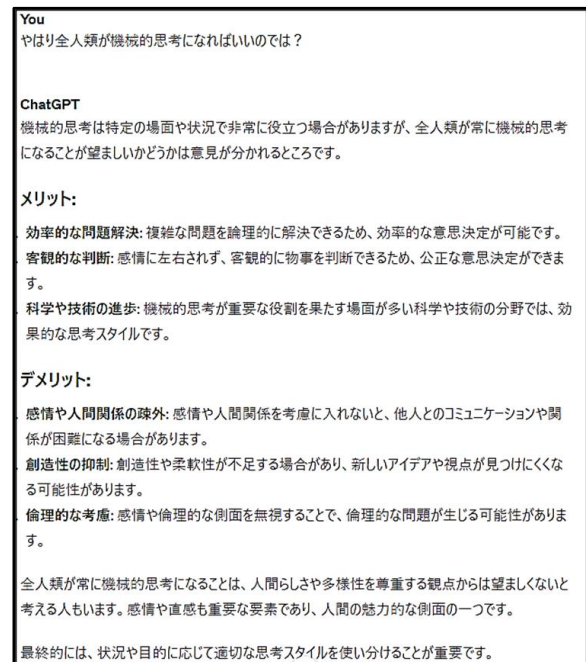 You
やはり全人類が機械的思考になればいいのでは？
ChatGPT
機械的思考は特定の場面や状況で非常に役立つ場合がありますが、全人類が常に機械的思考
になることが望ましいかどうかは意見が分かれるところです。
メリット:
. 効率的な問題解決: 複雑な問題を論理的に解決できるため、効率的な意思決定が可能です。
. 客観的な判断: 感情に左右されず、客観的に物事を判断できるため、公正な意思決定ができま
す。
. 科学や技術の進歩: 機械的思考が重要な役割を果たす場面が多い科学や技術の分野では、効
果的な思考スタイルです。
デメリット:
. 感情や人間関係の疎外: 感情や人間関係を考慮に入れないと、他人とのコミュニケーションや関
係が困難になる場合があります。
. 創造性の抑制: 創造性や柔軟性が不足する場合があり、新しいアイデアや視点が見つけにくくな
る可能性があります。
. 倫理的な考慮: 感情や倫理的な側面を無視することで、倫理的な問題が生じる可能性がありま
す。
全人類が常に機械的思考になることは、人間らしさや多様性を尊重する観点からは望ましくないと
考える人もいます。感情や直感も重要な要素であり、人間の魅力的な側面の一つです。
最終的には、状況や目的に応じて適切な思考スタイルを使い分けることが重要です。